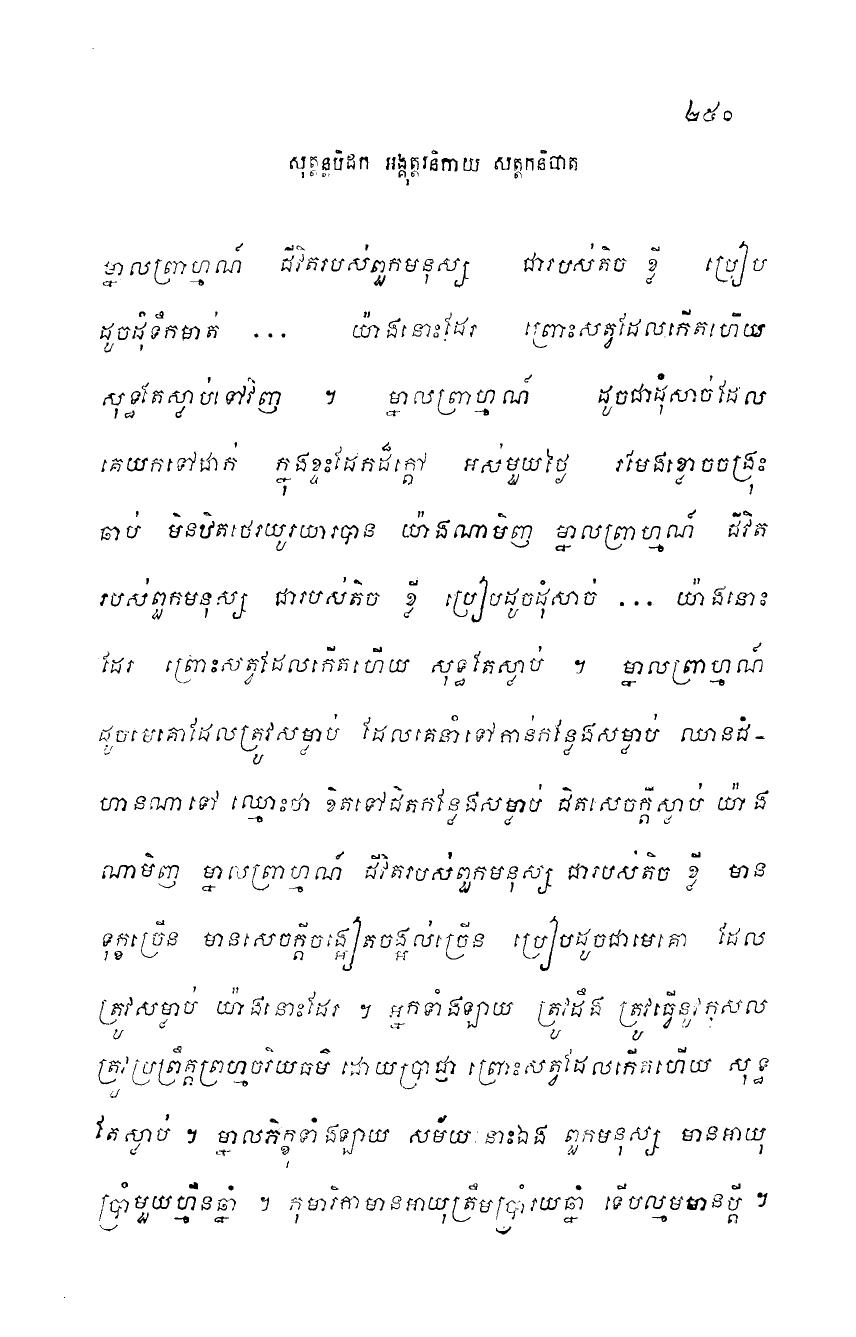 ២៥០
សុត្តន្តបិដក អង្គុត្តរនិកាយ សត្តកនិបាត
ម្នាលព្រាហ្មណ៍ ជីវិតរបស់ពួកមនុស្ស ជារបស់តិច ខ្លី ប្រៀប
ដូចដុំទឹកមាត់ ... យ៉ាងនោះដែរ ព្រោះសត្វដែលកើតហើយ
សុទ្ធតែស្លាប់ទៅវិញ ។ ម្នាលព្រាហ្មណ៍ ដូចជាដុំសាច់ដែល
គេយកទៅដាក់ ក្នុងខ្ទះដែកដ៏ក្តៅ អស់មួយថ្ងៃ រមែងខ្ទោចចង្រ្កុះ
ឆាប់ មិនឋិតថេរយូរយារបាន យ៉ាងណាមិញ ម្នាលព្រាហ្មណ៍ ជីវិត
របស់ពួកមនុស្ស ជារបស់តិច ខ្លី ប្រៀបដូចដុំសាច់ ... យ៉ាងនោះ
ដែរ ព្រោះសត្វដែលកើតហើយ សុទ្ធតែស្លាប់ ។ ម្នាលព្រាហ្មណ៍
ដូចមេគោដែលត្រូវសម្លាប់ ដែលគេនាំទៅកាន់កន្លែងសម្លាប់ ឈានជំ-
ហានណាទៅ ឈ្មោះថា ខិតទៅជិតកន្លែងសម្លាប់ ជិតសេចក្តីស្លាប់ យ៉ាង
ណាមិញ ម្នាលព្រាហ្មណ៍ ជីវិតរបស់ពួកមនុស្ស ជារបស់តិច ខ្លី មាន
ទុក្ខច្រើន មានសេចក្តីចង្អៀតចង្អល់ច្រើន ប្រៀបដូចជាមេគោ ដែល
ត្រូវសម្លាប់ យ៉ាងនោះដែរ ។ អ្នកទាំងឡាយ ត្រូវដឹង ត្រូវធ្វើនូវកុសល
ត្រូវប្រព្រឹត្តព្រហ្មចរិយធម៌ ដោយប្រាជ្ញា ព្រោះសត្វដែលកើតហើយ សុទ្ធ
តែស្លាប់ ។ ម្នាលភិក្ខុទាំងឡាយ សម័យនោះឯង ពួកមនុស្ស មានអាយុ
ប្រាំមួយហ្មឺនឆ្នាំ ។ កុមារិកាមានអាយុត្រឹមប្រាំរយឆ្នាំ ទើបល្មមមានប្តី ។